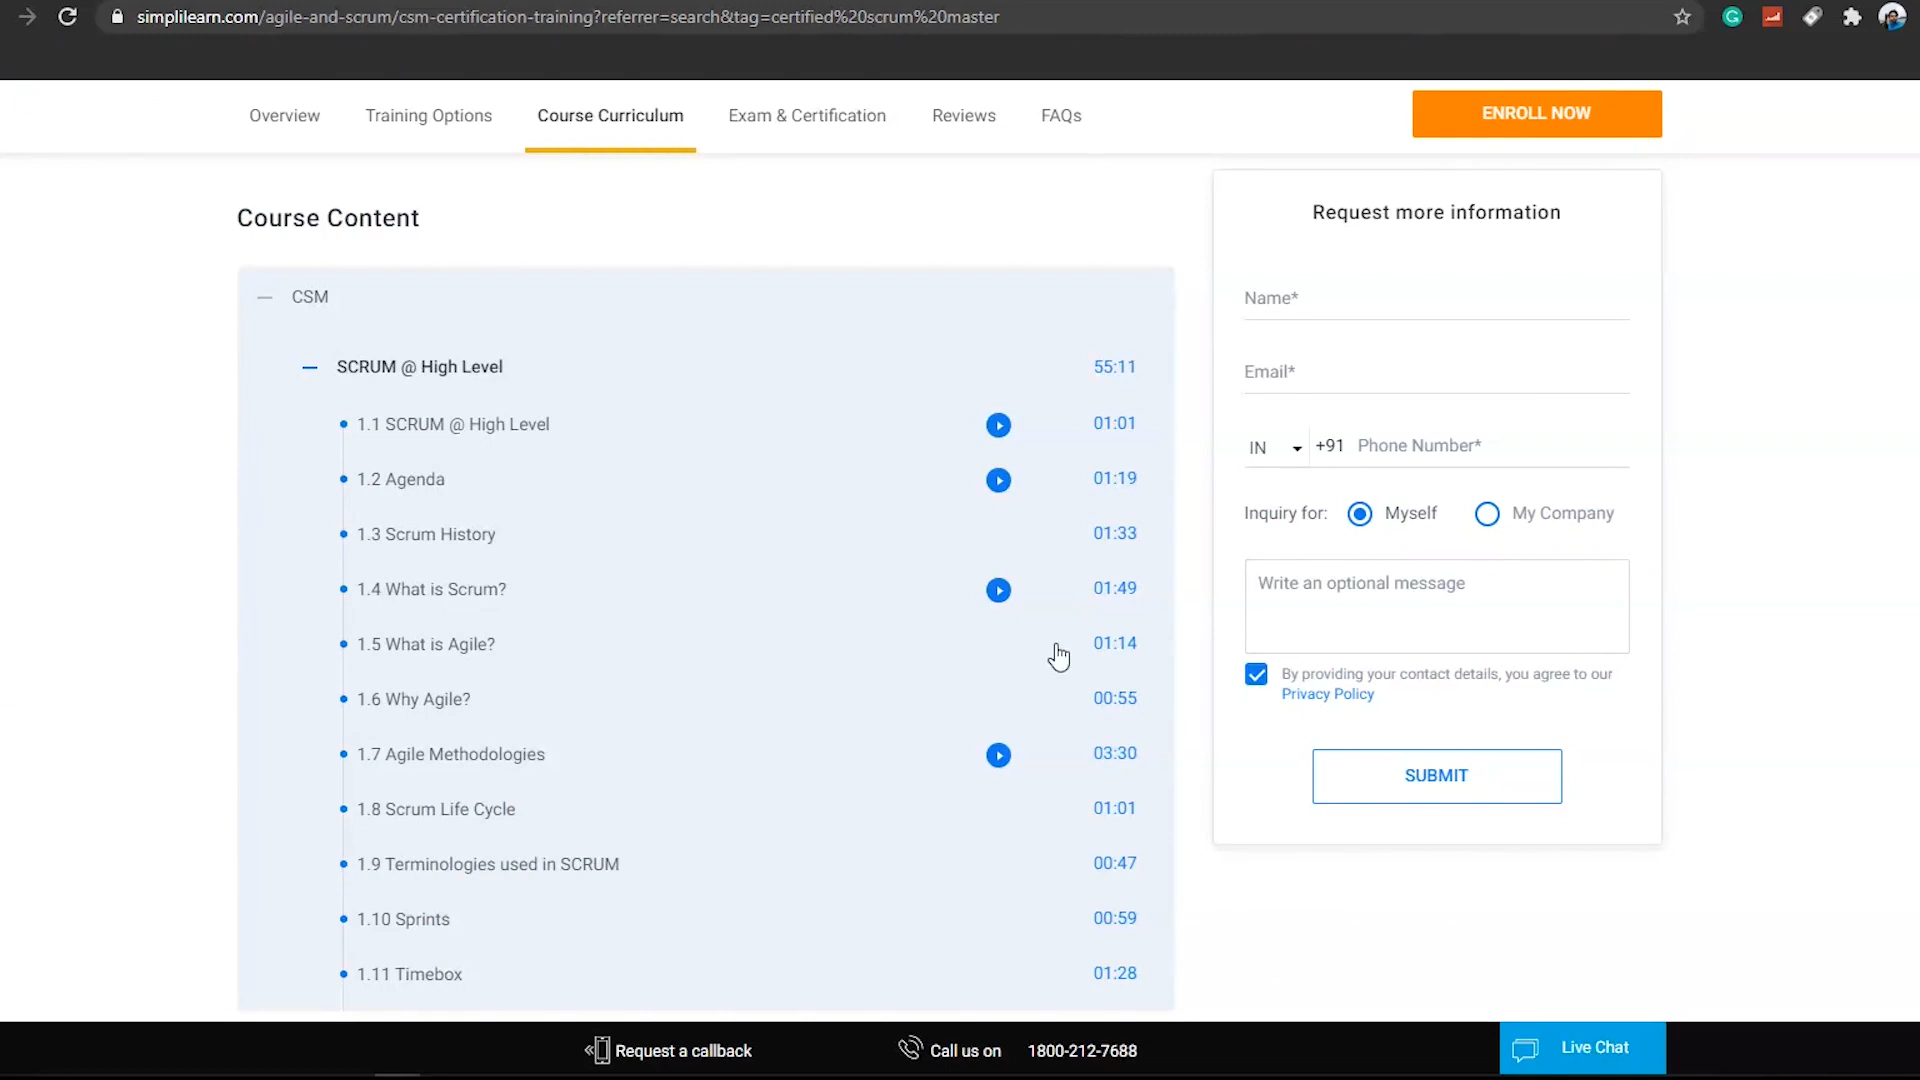 simplilearn.com/agile-and-scrum/csm-certification-training?referrer=search&tag=certified%20scrum%20master
Overview Training Options Course Curriculum Exam & Certification Reviews FAQs ENROLL NOW
Course Content
CSM
SCRUM @ High Level 55:11
1.1 SCRUM @ High Level 01:01
1.2 Agenda 01:19
1.3 Scrum History 01:33
1.4 What is Scrum? 01:49
1.5 What is Agile? 01:14
1.6 Why Agile? 00:55
1.7 Agile Methodologies 03:30
1.8 Scrum Life Cycle 01:01
1.9 Terminologies used in SCRUM 00:47
1.10 Sprints 00:59
1.11 Timebox 01:28
Request more information
Name*
Email*
IN +91 Phone Number*
Inquiry for: Myself My Company
Write an optional message
By providing your contact details, you agree to our
Privacy Policy
SUBMIT
Request a callback Call us on 1800-212-7688 Live Chat